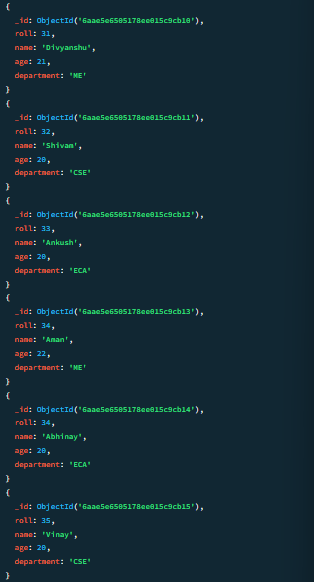 {
_id: ObjectId('6aae5e6505178ee015c9cb10'),
roll: 31,
name: 'Divyanshu',
age: 21,
department: 'ME'
}
{
_id: ObjectId('6aae5e6505178ee015c9cb11'),
roll: 32,
name: 'Shivam',
age: 20,
department: 'CSE'
}
{
_id: ObjectId('6aae5e6505178ee015c9cb12'),
roll: 33,
name: 'Ankush',
age: 20,
department: 'ECA'
}
{
_id: ObjectId('6aae5e6505178ee015c9cb13'),
roll: 34,
name: 'Aman',
age: 22,
department: 'ME'
}
{
_id: ObjectId('6aae5e6505178ee015c9cb14'),
roll: 34,
name: 'Abhinay',
age: 20,
department: 'ECA'
}
{
_id: ObjectId('6aae5e6505178ee015c9cb15'),
roll: 35,
name: 'Vinay',
age: 20,
department: 'CSE'
}